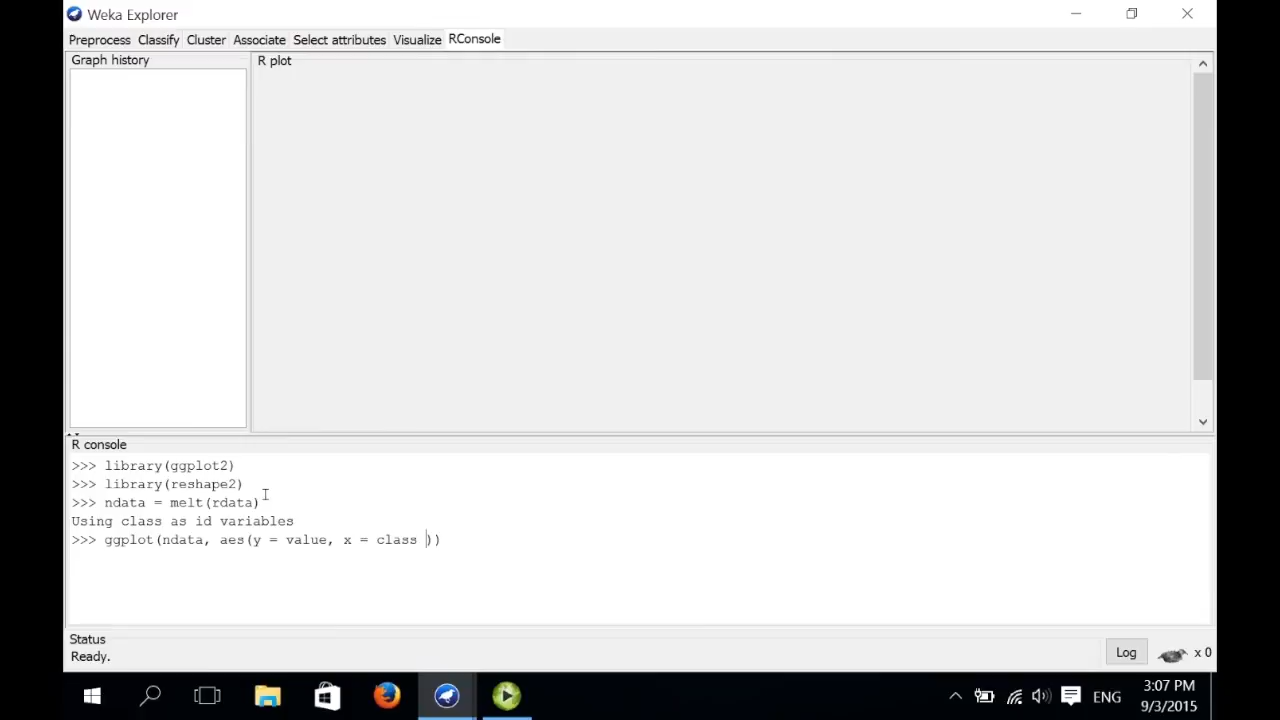 Weka Explorer
Preprocess Classify Cluster Associate Select attributes Visualize RConsole
Graph history
R plot
R console
>>> library(ggplot2)
>>> library(reshape2)
>>> ndata = melt(rdata)
Using class as id variables
>>> ggplot(ndata, aes(y = value, x = class ))
Status
Ready.
Log
x 0
ENG
3:07 PM
9/3/2015